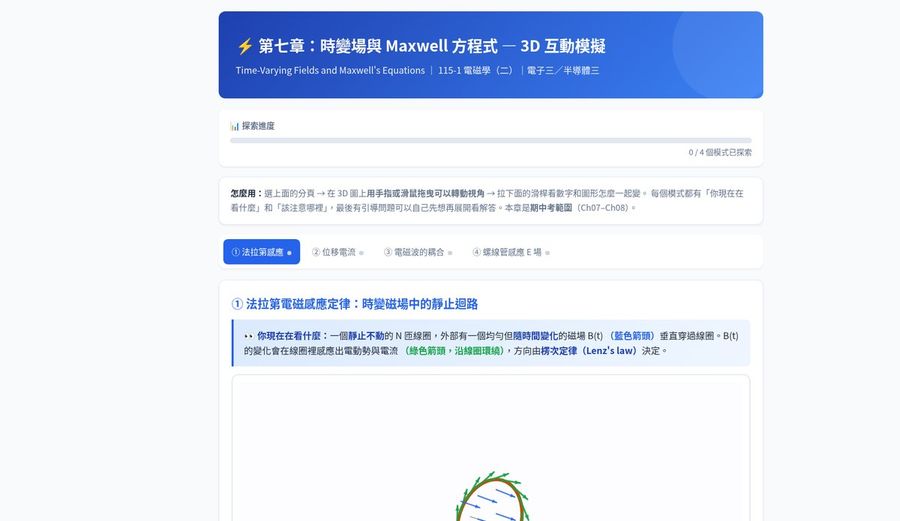 ⚡ 第七章：時變場與 Maxwell 方程式 — 3D 互動模擬
Time-Varying Fields and Maxwell's Equations ｜ 115-1 電磁學（二）｜電子三／半導體三
📊 探索進度
0 / 4 個模式已探索
怎麼用：選上面的分頁 → 在 3D 圖上用手指或滑鼠拖曳可以轉動視角 → 拉下面的滑桿看數字和圖形怎麼一起變。 每個模式都有「你現在在
看什麼」和「該注意哪裡」，最後有引導問題可以自己先想再展開看解答。本章是期中考範圍（Ch07–Ch08）。
① 法拉第感應
② 位移電流
③ 電磁波的耦合
④ 螺線管感應 E 場
① 法拉第電磁感應定律：時變磁場中的靜止迴路
👀 你現在在看什麼：一個靜止不動的 N 匝線圈，外部有一個均勻但隨時間變化的磁場 B(t) （藍色箭頭）垂直穿過線圈。B(t)
的變化會在線圈裡感應出電動勢與電流 （綠色箭頭，沿線圈環繞），方向由楞次定律（Lenz's law）決定。